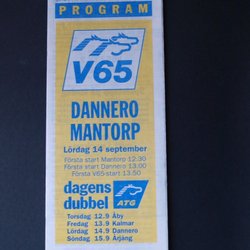 PROGRAM
V65
DANNERO
MANTORP
Lördag 14 september
Första start Mantorp 12.30
Första start Dannero 13.00
Första V65-start 13.50
dagens
dubbel
ATG
Torsdag 12.9 Åby
Fredag 13.9 Kalmar
Lördag 14.9 Dannero
Söndag 15.9 Årjäng